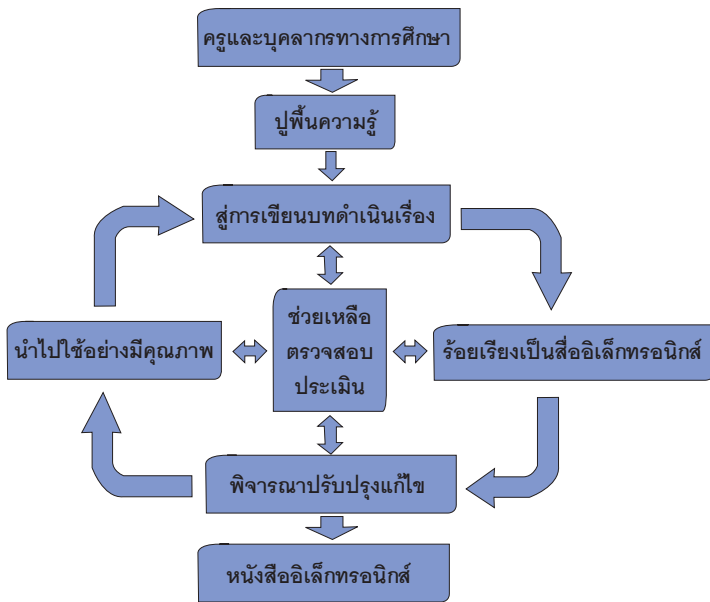 ครูและบุคลากรทางการศึกษา
ปูพื้นความรู้
สู่การเขียนบทดำเนินเรื่อง
ช่วยเหลือ
ตรวจสอบ
ประเมิน
นำไปใช้อย่างมีคุณภาพ
ร้อยเรียงเป็นสื่ออิเล็กทรอนิกส์
พิจารณาปรับปรุงแก้ไข
หนังสืออิเล็กทรอนิกส์